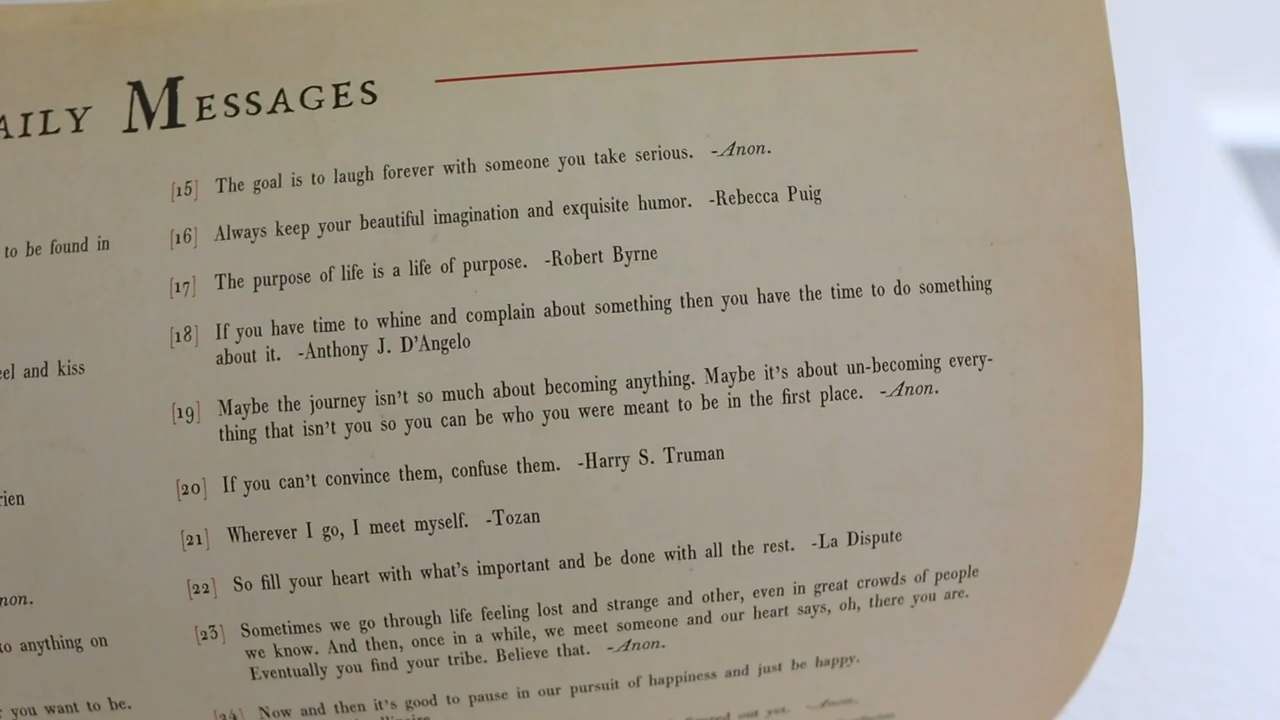 AILY MESSAGES
to be found in
el and kiss
rien
non.
to anything on
you want to be.
[15] The goal is to laugh forever with someone you take serious. -Anon.
[16] Always keep your beautiful imagination and exquisite humor. -Rebecca Puig
[17] The purpose of life is a life of purpose. -Robert Byrne
[18] If you have time to whine and complain about something then you have the time to do something
about it. -Anthony J. D'Angelo
[19] Maybe the journey isn't so much about becoming anything. Maybe it's about un-becoming every-
thing that isn't you so you can be who you were meant to be in the first place. -Anon.
[20] If you can't convince them, confuse them. -Harry S. Truman
[21] Wherever I go, I meet myself. -Tozan
[22] So fill your heart with what's important and be done with all the rest. -La Dispute
[23] Sometimes we go through life feeling lost and strange and other, even in great crowds of people
we know. And then, once in a while, we meet someone and our heart says, oh, there you are.
Eventually you find your tribe. Believe that. -Anon.
[24] Now and then it's good to pause in our pursuit of happiness and just be happy.
out yet. -Anon.